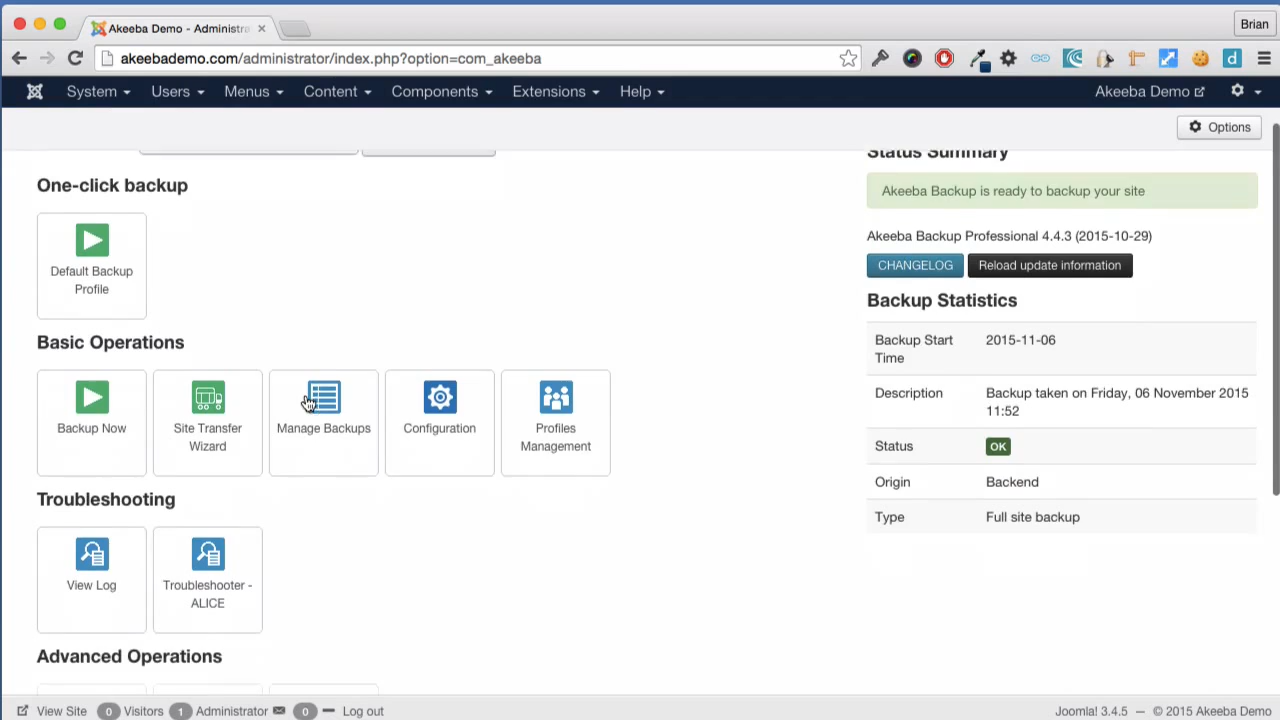 Akeeba Demo - Administra
Brian
akeebademo.com/administrator/index.php?option=com_akeeba
System Users Menus Content Components Extensions Help Akeeba Demo
Options
Status Summary
One-click backup
Akeeba Backup is ready to backup your site
Default Backup
Profile
Akeeba Backup Professional 4.4.3 (2015-10-29)
CHANGELOG Reload update information
Backup Statistics
Backup Start
Time
2015-11-06
Description
Backup taken on Friday, 06 November 2015
11:52
Status
OK
Origin
Backend
Type
Full site backup
Basic Operations
Backup Now
Site Transfer
Wizard
Manage Backups
Configuration
Profiles
Management
Troubleshooting
View Log
Troubleshooter -
ALICE
Advanced Operations
View Site 0 Visitors 1 Administrator 0 Log out
Joomla! 3.4.5 — © 2015 Akeeba Demo